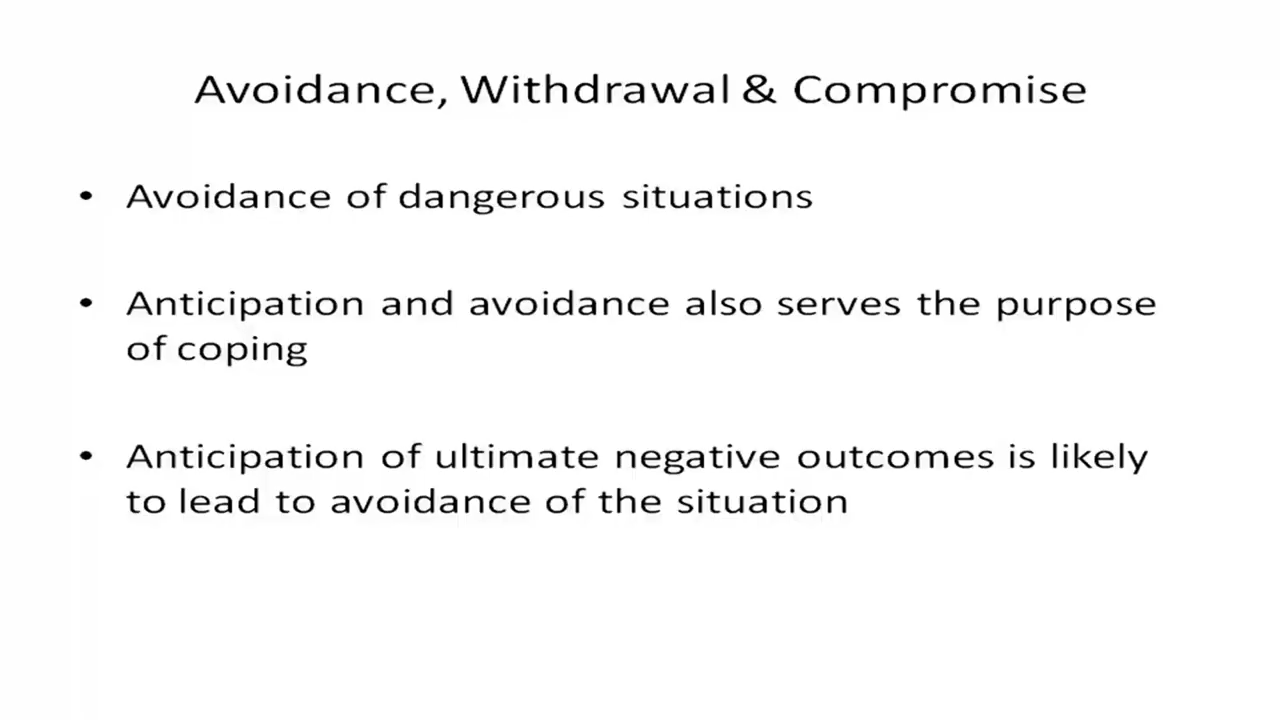 Avoidance, Withdrawal & Compromise
• Avoidance of dangerous situations
• Anticipation and avoidance also serves the purpose
of coping
• Anticipation of ultimate negative outcomes is likely
to lead to avoidance of the situation